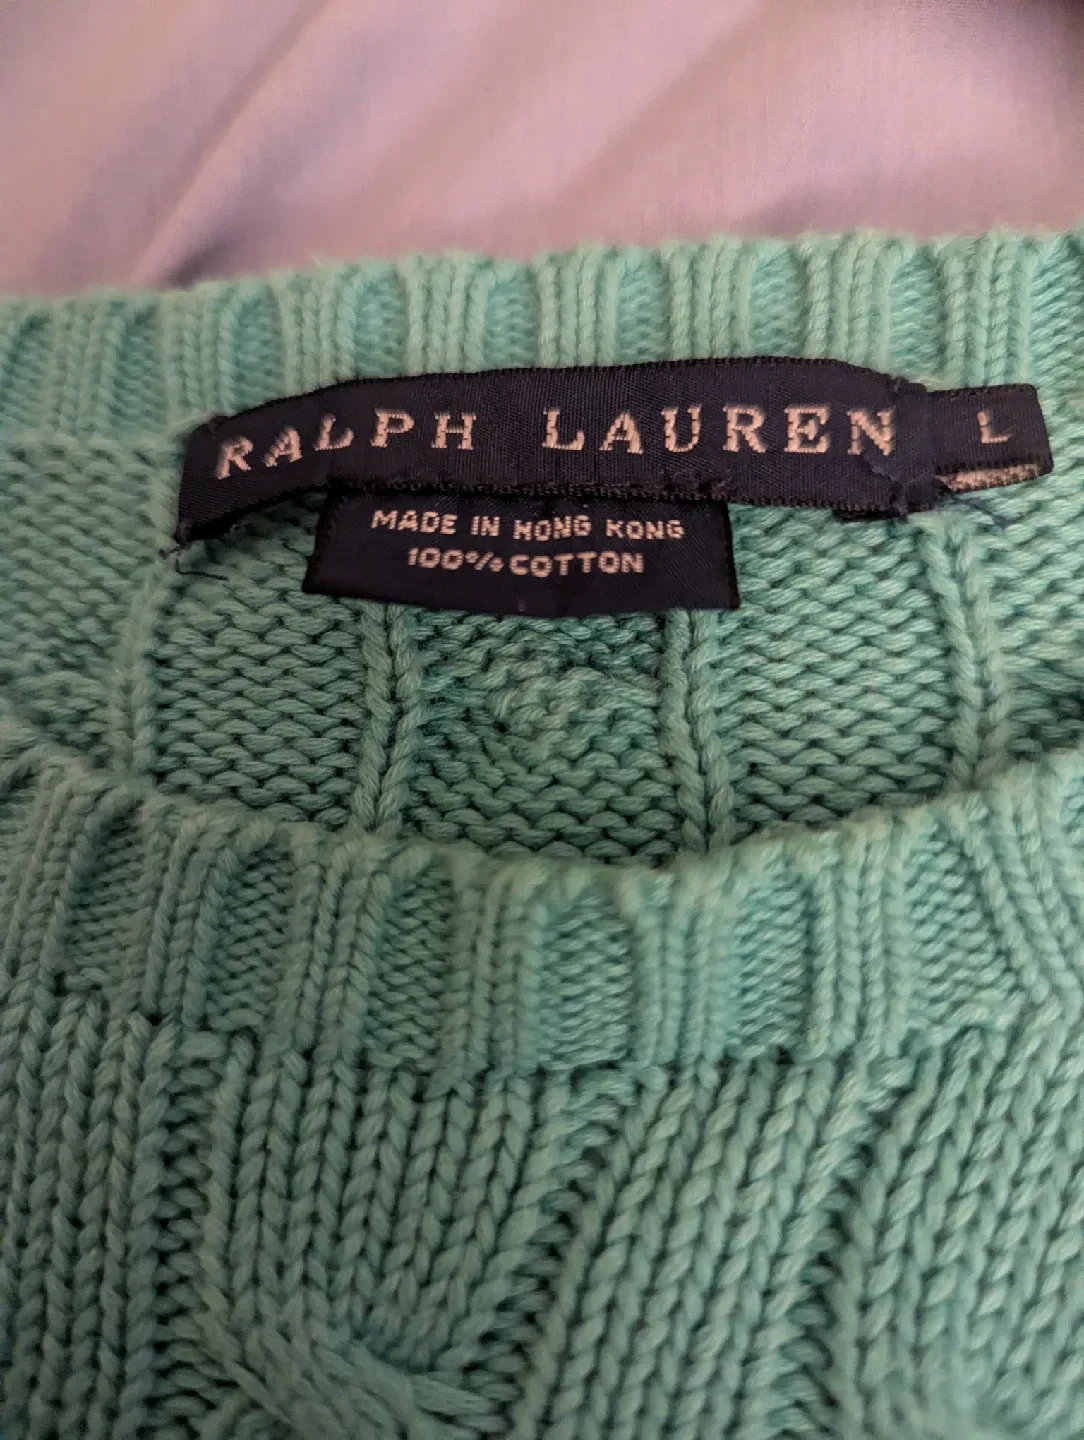 RALPH LAUREN L
MADE IN HONG KONG
100% COTTON